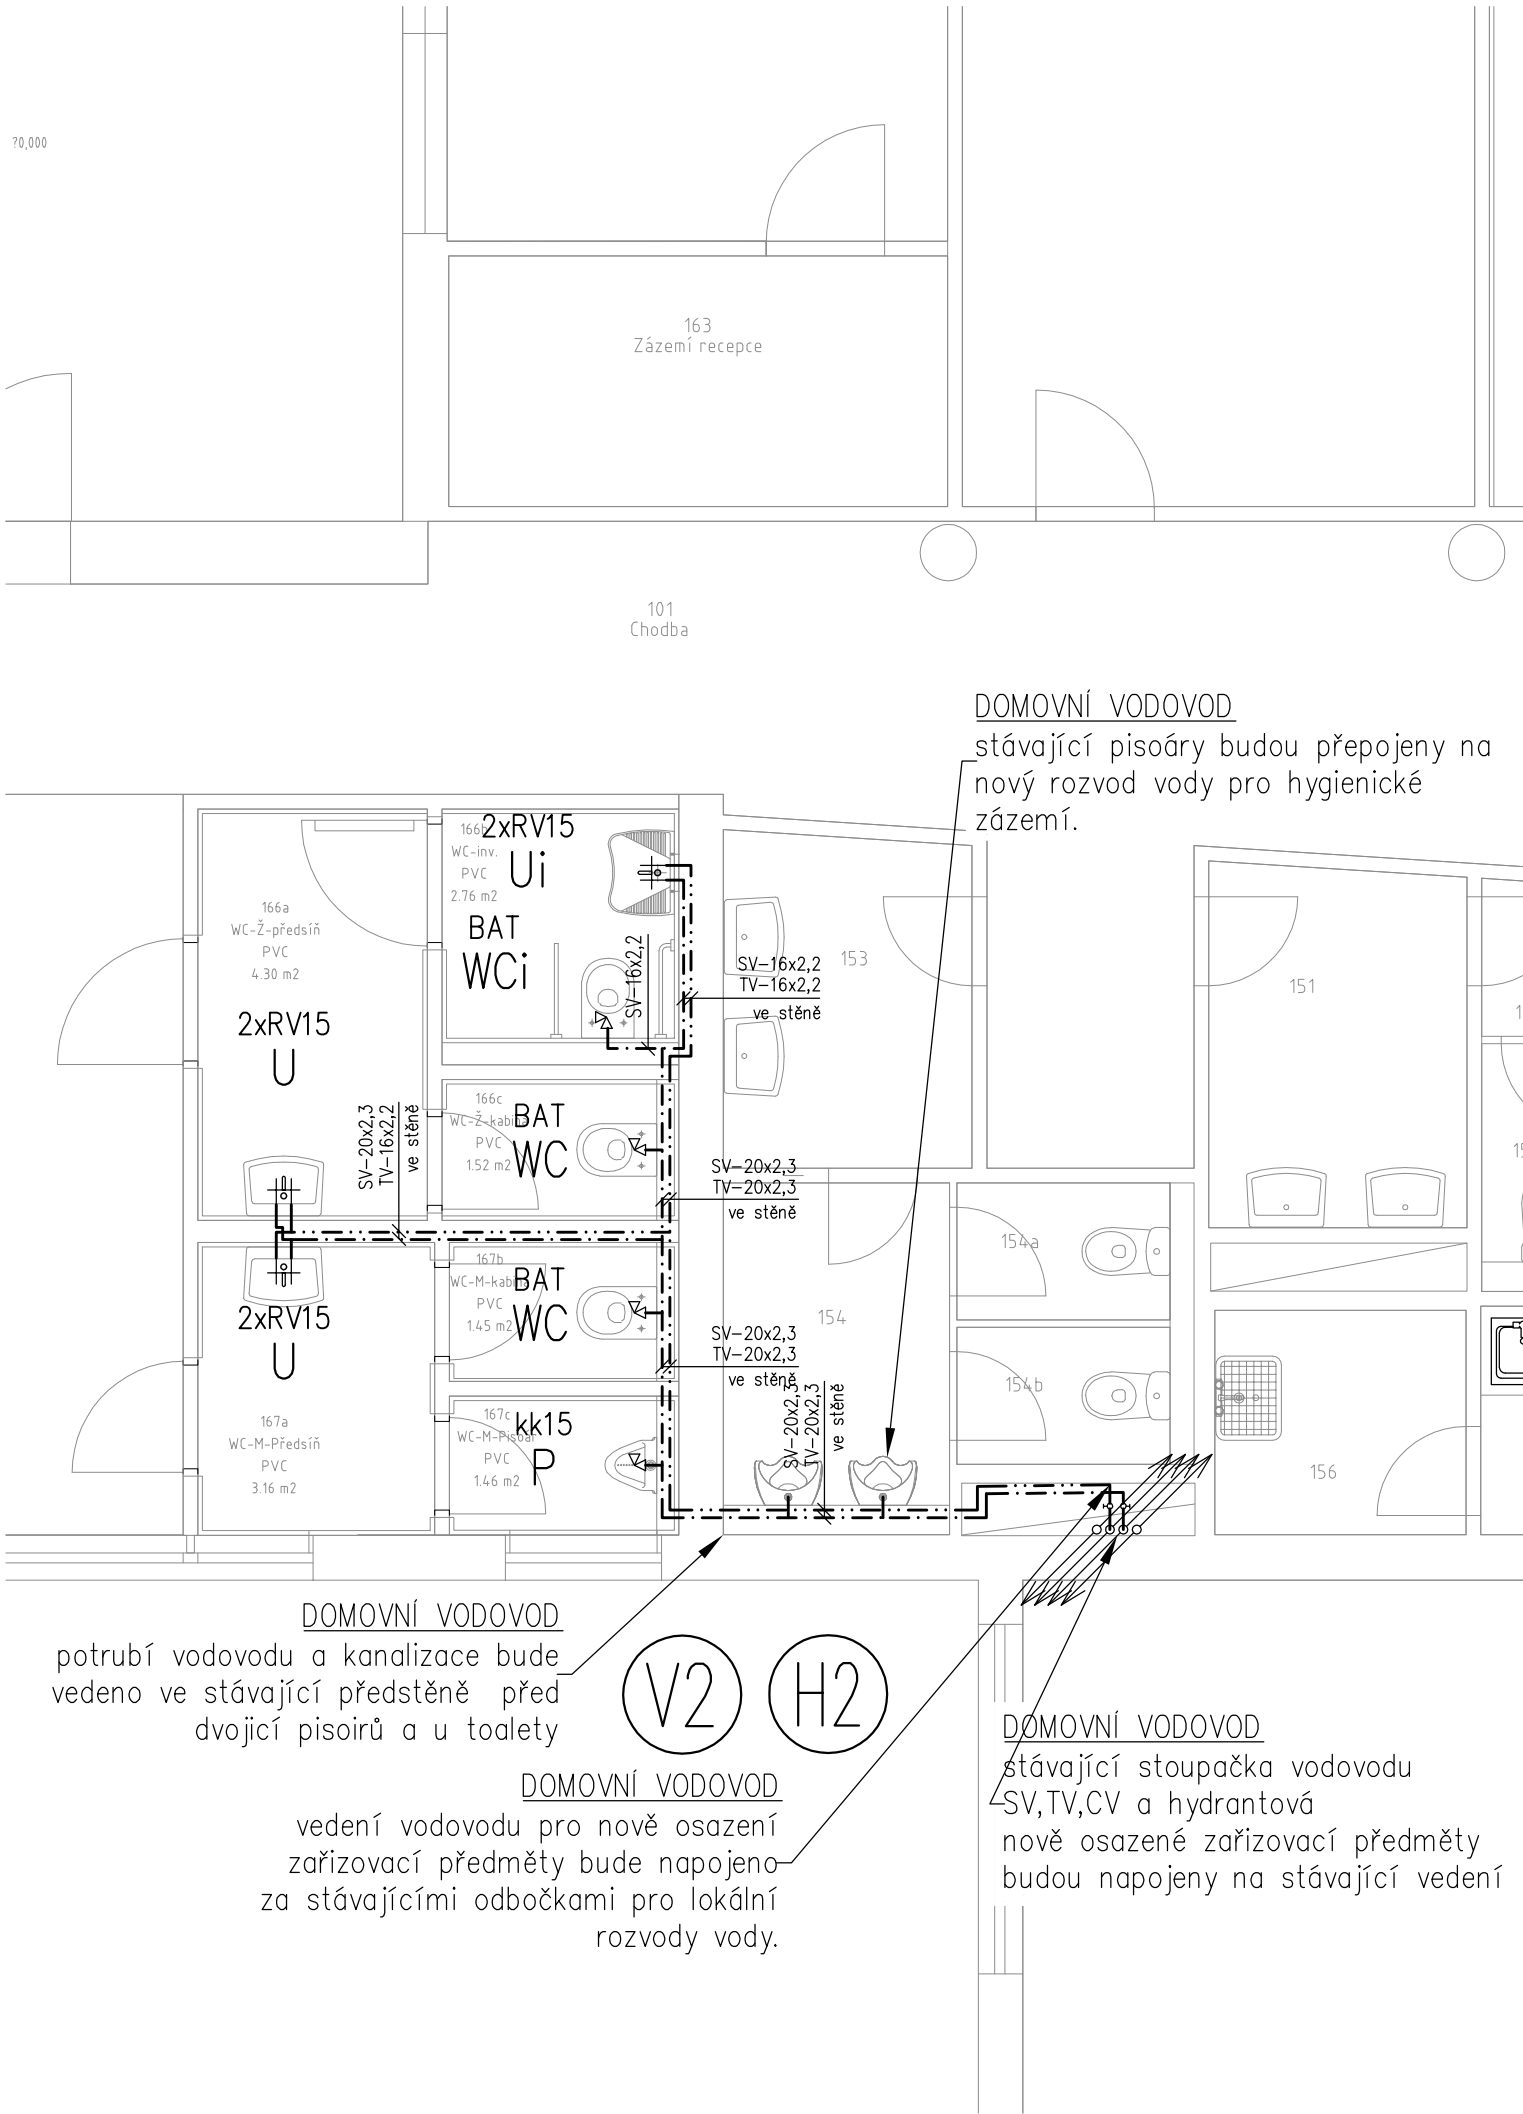 ?0,000
163
Zázemí recepce
101
Chodba
DOMOVNÍ VODOVOD
stávající pisoáry budou přepojeny na
nový rozvod vody pro hygienické
zázemí.
166b
WC-inv.
PVC
2.76 m2
2xRV15
Ui
BAT
WCi
SV-16x2,2
SV-16x2,2
TV-16x2,2
ve stěně
166a
WC-Ž-předsíň
PVC
4.30 m2
2xRV15
U
153
151
SV-20x2,3
TV-16x2,2
ve stěně
166c
WC-Ž-kabina
PVC
1.52 m2
BAT
WC
SV-20x2,3
TV-20x2,3
ve stěně
154a
167b
WC-M-kabina
PVC
1.45 m2
BAT
WC
2xRV15
U
SV-20x2,3
TV-20x2,3
ve stěně
154
154b
SV-20x2,3
TV-20x2,3
ve stěně
167a
WC-M-Předsíň
PVC
3.16 m2
167c
WC-M-Pisoár
PVC
1.46 m2
kk15
P
156
DOMOVNÍ VODOVOD
potrubí vodovodu a kanalizace bude
vedeno ve stávající předstěně před
dvojicí pisoirů a u toalety
V2
H2
DOMOVNÍ VODOVOD
stávající stoupačka vodovodu
SV,TV,CV a hydrantová
nově osazené zařizovací předměty
budou napojeny na stávající vedení
DOMOVNÍ VODOVOD
vedení vodovodu pro nově osazení
zařizovací předměty bude napojeno
za stávajícími odbočkami pro lokální
rozvody vody.